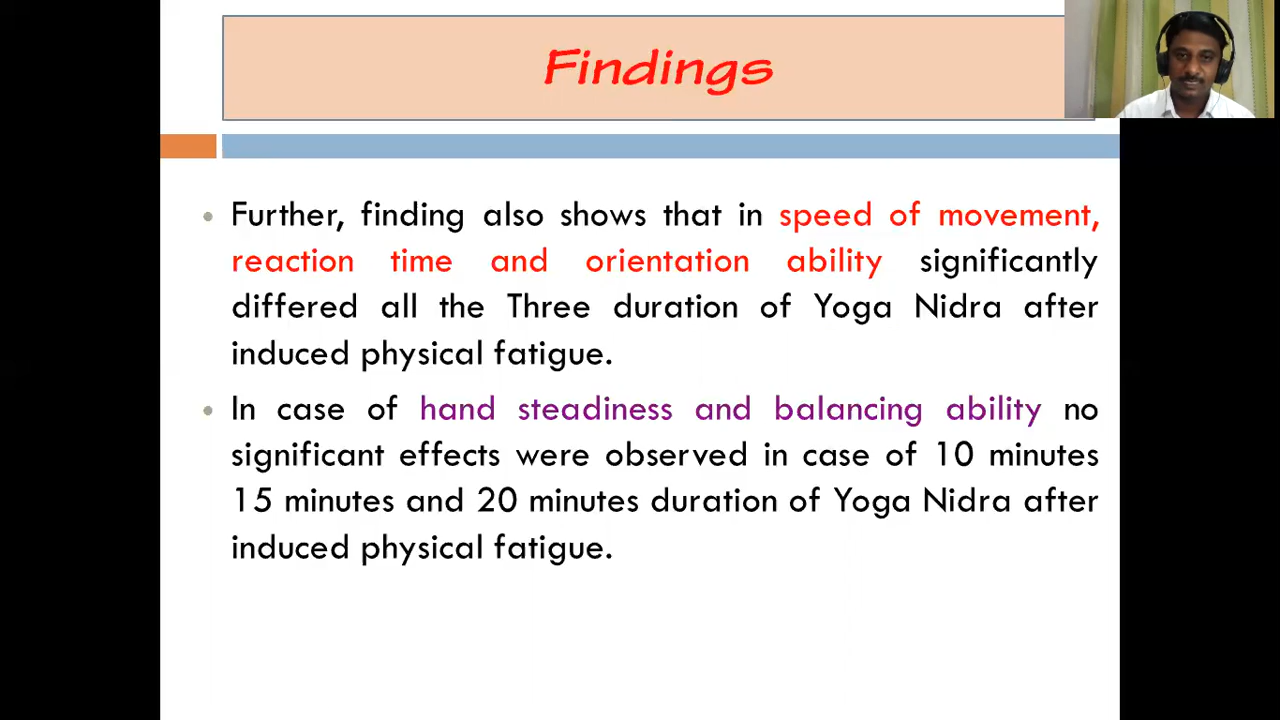 Findings
Further, finding also shows that in speed of movement,
reaction time and orientation ability significantly
differed all the Three duration of Yoga Nidra after
induced physical fatigue.
In case of hand steadiness and balancing ability no
significant effects were observed in case of 10 minutes
15 minutes and 20 minutes duration of Yoga Nidra after
induced physical fatigue.